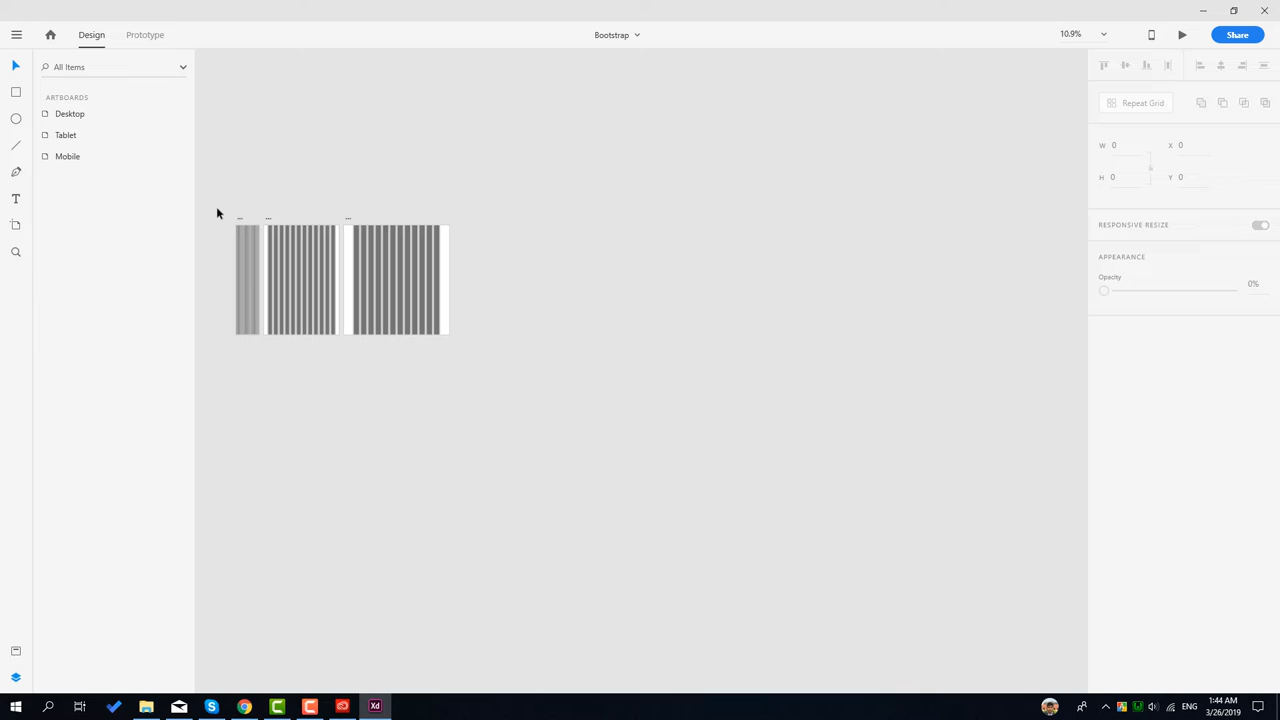 Design
Prototype
Bootstrap
10.9%
Share
All Items
ARTBOARDS
Desktop
Tablet
Mobile
...
...
...
Repeat Grid
W 0
X 0
H 0
Y 0
RESPONSIVE RESIZE
APPEARANCE
Opacity
0%
Xd
ENG
1:44 AM
3/26/2019